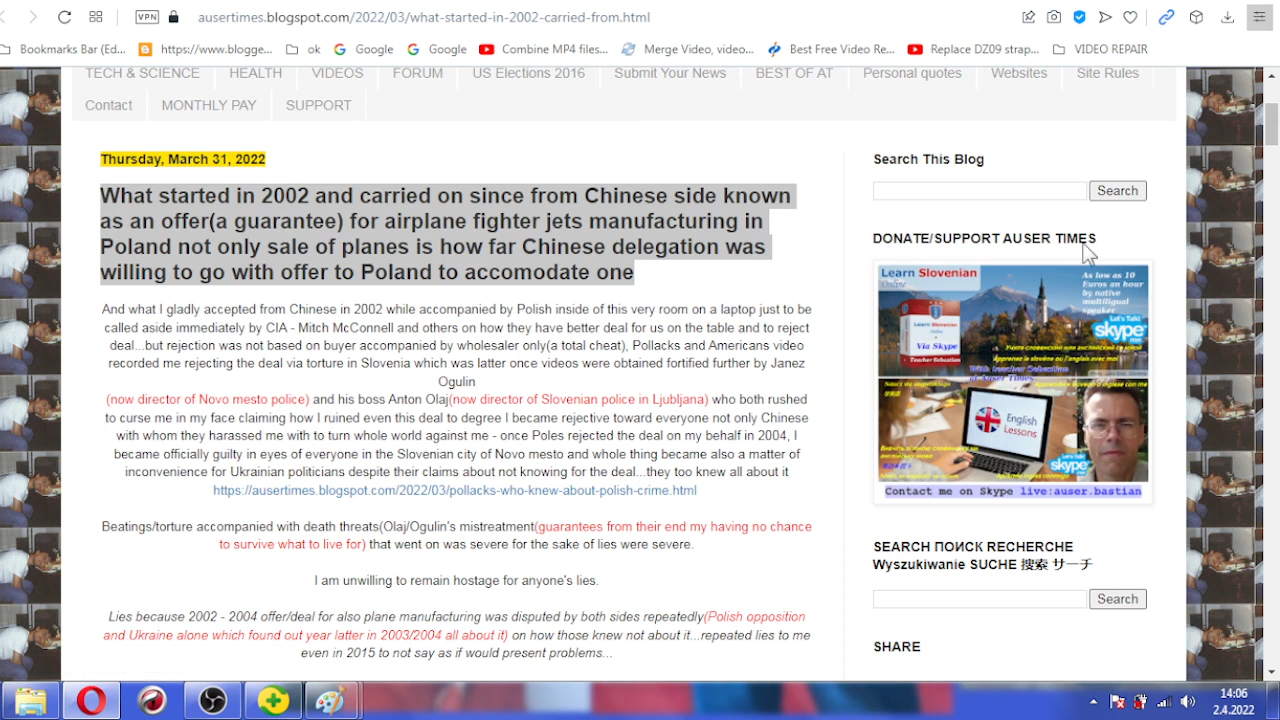 ausertimes.blogspot.com/2022/03/what-started-in-2002-carried-from.html
VPN
Bookmarks Bar (Ed... https://www.blogge... ok Google Google Combine MP4 files... Merge Video, video... Best Free Video Re... Replace DZ09 strap... VIDEO REPAIR
TECH & SCIENCE HEALTH VIDEOS FORUM US Elections 2016 Submit Your News BEST OF AT Personal quotes Websites Site Rules
Contact MONTHLY PAY SUPPORT
Thursday, March 31, 2022
What started in 2002 and carried on since from Chinese side known
as an offer(a guarantee) for airplane fighter jets manufacturing in
Poland not only sale of planes is how far Chinese delegation was
willing to go with offer to Poland to accomodate one
And what I gladly accepted from Chinese in 2002 while accompanied by Polish inside of this very room on a laptop just to be
called aside immediately by CIA - Mitch McConnell and others on how they have better deal for us on the table and to reject
deal...but rejection was not based on buyer accompanied by wholesaler only(a total cheat), Pollacks and Americans video
recorded me rejecting the deal via torture in Slovenia which was latter once videos were obtained fortified further by Janez
Ogulin
(now director of Novo mesto police) and his boss Anton Olaj(now director of Slovenian police in Ljubljana) who both rushed
to curse me in my face claiming how I ruined even this deal to degree I became rejective toward everyone not only Chinese
with whom they harassed me with to turn whole world against me - once Poles rejected the deal on my behalf in 2004, I
became officially guilty in eyes of everyone in the Slovenian city of Novo mesto and whole thing became also a matter of
inconvenience for Ukrainian politicians despite their claims about not knowing for the deal...they too knew all about it
https://ausertimes.blogspot.com/2022/03/pollacks-who-knew-about-polish-crime.html
Beatings/torture accompanied with death threats(Olaj/Ogulin's mistreatment(guarantees from their end my having no chance
to survive what to live for) that went on was severe for the sake of lies were severe.
I am unwilling to remain hostage for anyone's lies.
Lies because 2002 - 2004 offer/deal for also plane manufacturing was disputed by both sides repeatedly(Polish opposition
and Ukraine alone which found out year latter in 2003/2004 all about it) on how those knew not about it...repeated lies to me
even in 2015 to not say as if would present problems...
Search This Blog
Search
DONATE/SUPPORT AUSER TIMES
Learn Slovenian
Online
As low as 10
Euros an hour
by native
multiligual
speaker
Let's Talk!
skype
Via Skype
Teacher Sebastian
With teacher Sebastian
English
Lessons
Let's Talk!
skype
Contact me on Skype live:auser.bastian
SEARCH ПОИСК RECHERCHE
Wyszukiwanie SUCHE 搜索 サーチ
Search
SHARE
14:06
2.4.2022